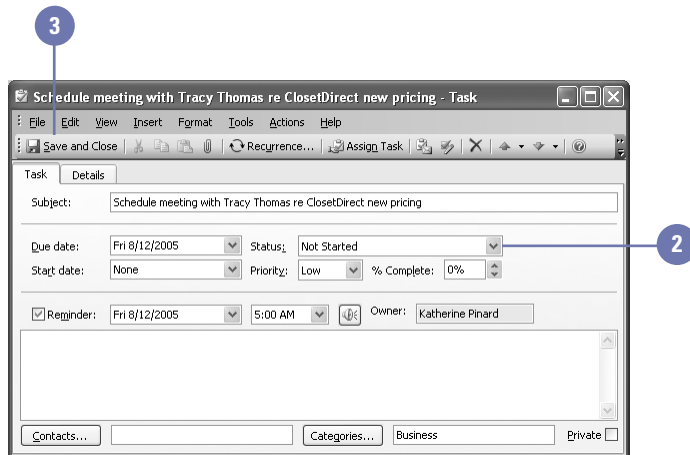 3
Schedule meeting with Tracy Thomas re ClosetDirect new pricing - Task
File Edit View Insert Format Tools Actions Help
Save and Close Recurrence... Assign Task
Task Details
Subject: Schedule meeting with Tracy Thomas re ClosetDirect new pricing
Due date: Fri 8/12/2005 Status: Not Started
2
Start date: None Priority: Low % Complete: 0%
Reminder: Fri 8/12/2005 5:00 AM Owner: Katherine Pinard
Contacts... Categories... Business Private